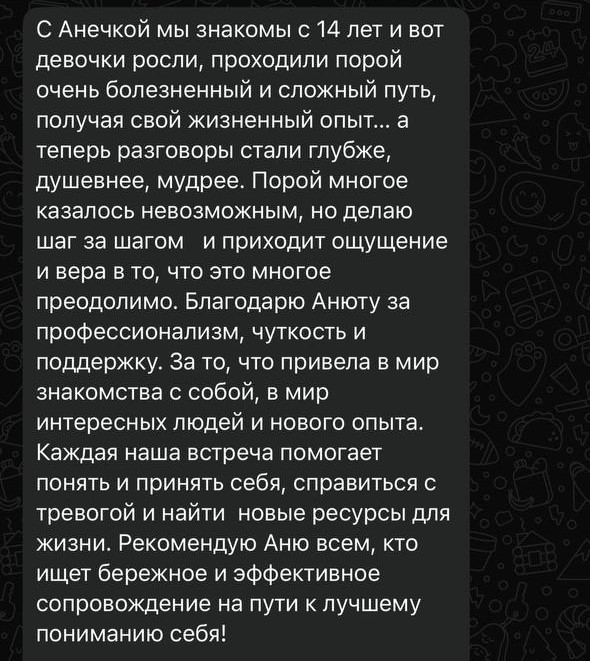 С Анечкой мы знакомы с 14 лет и вот
девочки росли, проходили порой
очень болезненный и сложный путь,
получая свой жизненный опыт... а
теперь разговоры стали глубже,
душевнее, мудрее. Порой многое
казалось невозможным, но делаю
шаг за шагом   и приходит ощущение
и вера в то, что это многое
преодолимо. Благодарю Анюту за
профессионализм, чуткость и
поддержку. За то, что привела в мир
знакомства с собой, в мир
интересных людей и нового опыта.
Каждая наша встреча помогает
понять и принять себя, справиться с
тревогой и найти  новые ресурсы для
жизни. Рекомендую Аню всем, кто
ищет бережное и эффективное
сопровождение на пути к лучшему
пониманию себя!